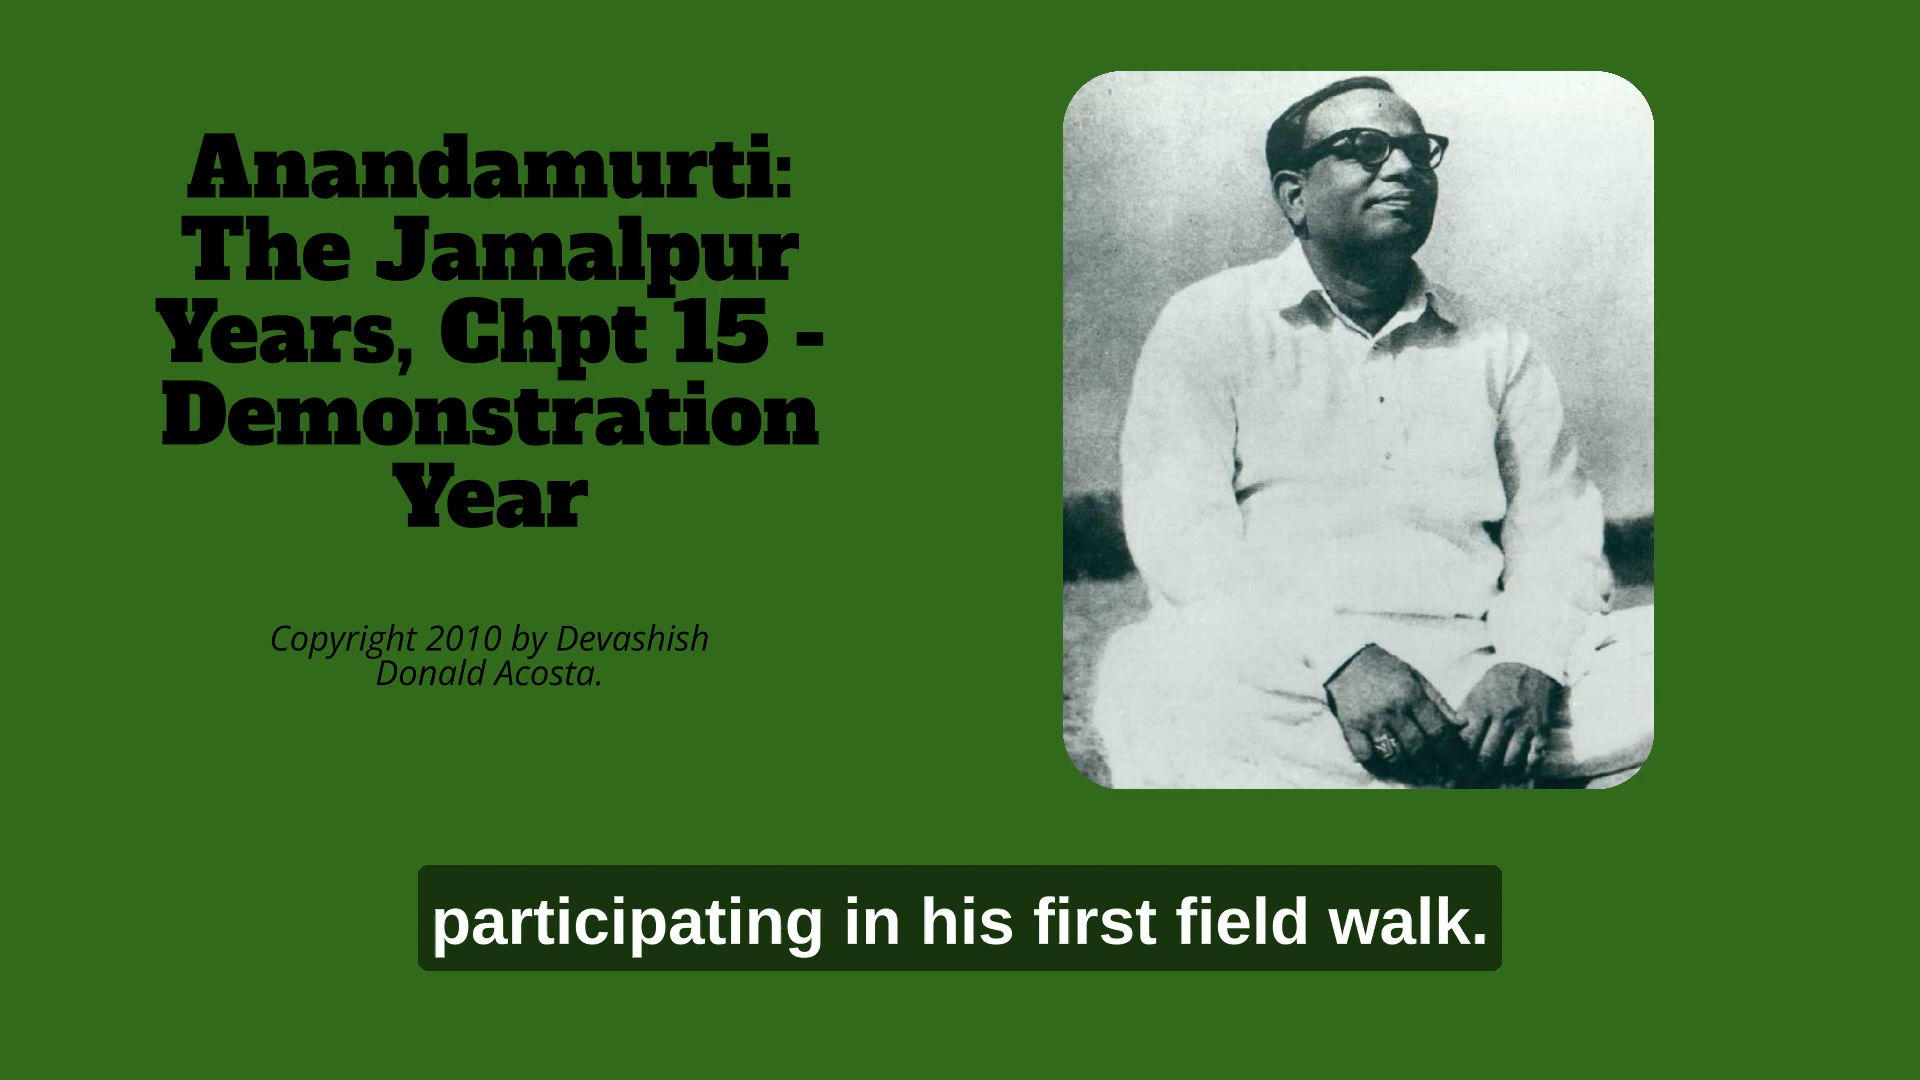 Anandamurti:
The Jamalpur
Years, Chpt 15 -
Demonstration
Year
Copyright 2010 by Devashish
Donald Acosta.
participating in his first field walk.